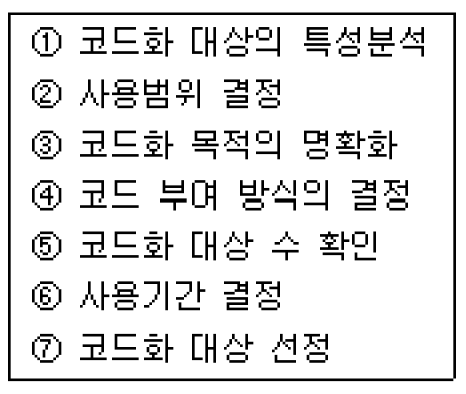 ① 코드화 대상의 특성분석
② 사용범위 결정
③ 코드화 목적의 명확화
④ 코드 부여 방식의 결정
⑤ 코드화 대상 수 확인
⑥ 사용기간 결정
⑦ 코드화 대상 선정